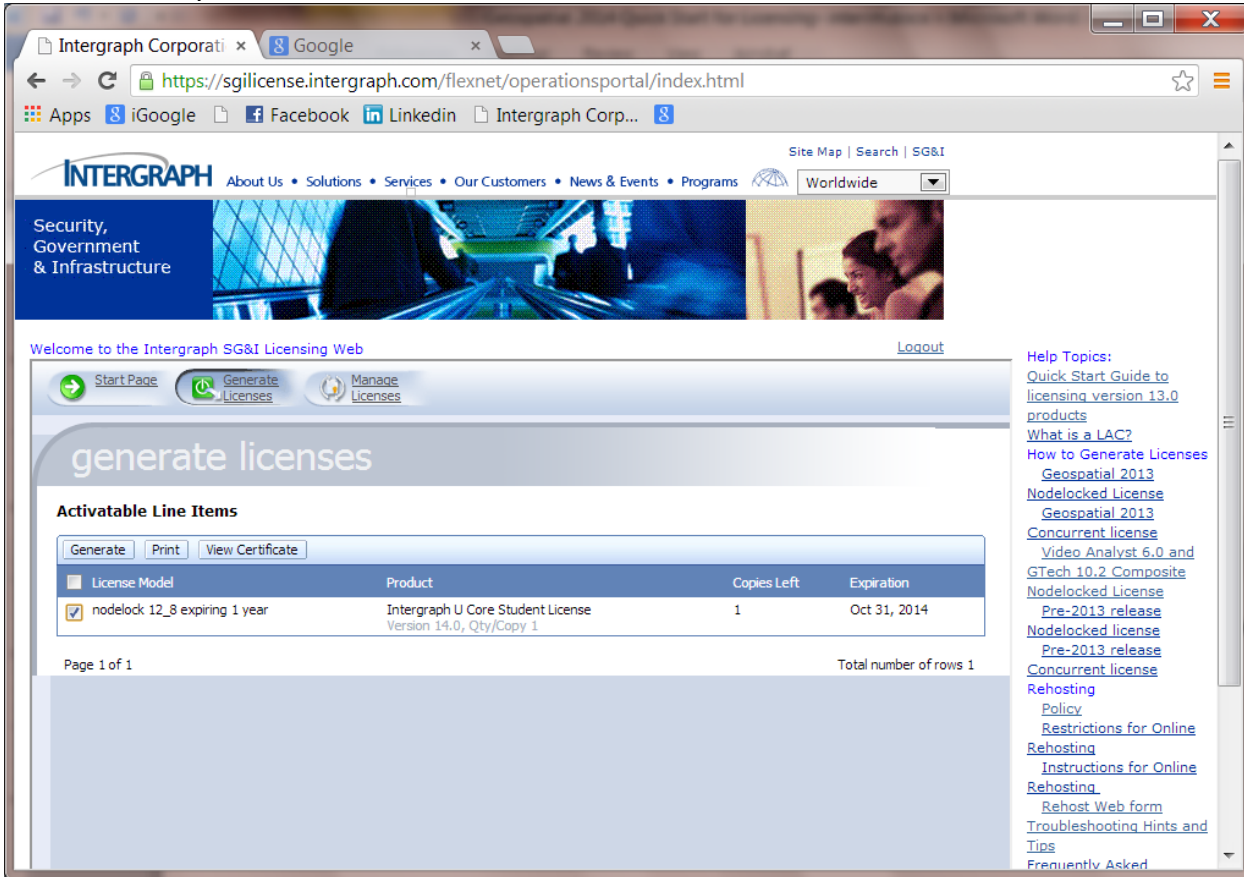 Intergraph Corporati
Google
https://sgilicense.intergraph.com/flexnet/operationsportal/index.html
Apps iGoogle Facebook Linkedin Intergraph Corp...
Site Map | Search | SG&I
INTERGRAPH About Us • Solutions • Services • Our Customers • News & Events • Programs Worldwide
Security,
Government
& Infrastructure
Welcome to the Intergraph SG&I Licensing Web
Logout
Start Page
Generate
Licenses
Manage
Licenses
generate licenses
Activatable Line Items
Generate Print View Certificate
License Model Product Copies Left Expiration
nodelock 12_8 expiring 1 year Intergraph U Core Student License 1 Oct 31, 2014
Version 14.0, Qty/Copy 1
Page 1 of 1 Total number of rows 1
Help Topics:
Quick Start Guide to
licensing version 13.0
products
What is a LAC?
How to Generate Licenses
Geospatial 2013
Nodelocked License
Geospatial 2013
Concurrent license
Video Analyst 6.0 and
GTech 10.2 Composite
Nodelocked License
Pre-2013 release
Nodelocked license
Pre-2013 release
Concurrent license
Rehosting
Policy
Restrictions for Online
Rehosting
Instructions for Online
Rehosting
Rehost Web form
Troubleshooting Hints and
Tips
Frequently Asked